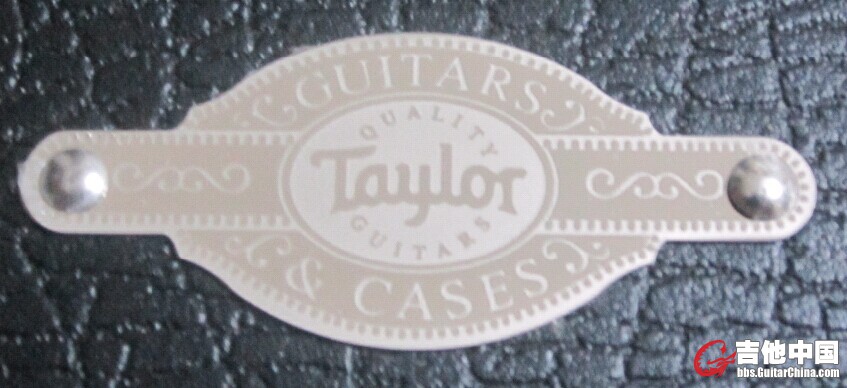 GUITARS
QUALITY
Taylor
GUITARS
& CASES
吉他中国
bbs.GuitarChina.com